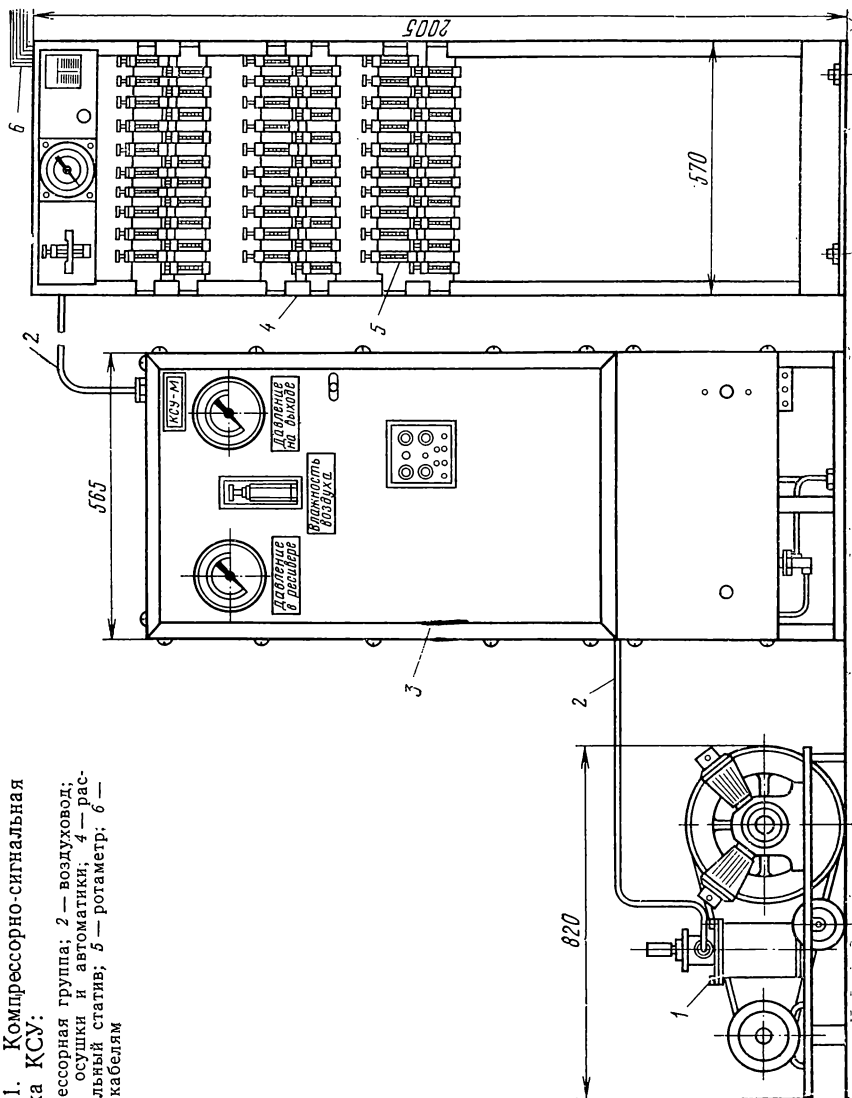 1. Компрессорно-сигнальная
ка КСУ:
ессорная группа; 2 — воздуховод;
осушки и автоматики; 4 — рас-
льный статив; 5 — ротаметр; 6 —
кабелям
820
1
2
3
565
Давление
в ресивере
Влажность
воздуха
КСУ-М
Давление
на выходе
2
4
5
6
570
2005